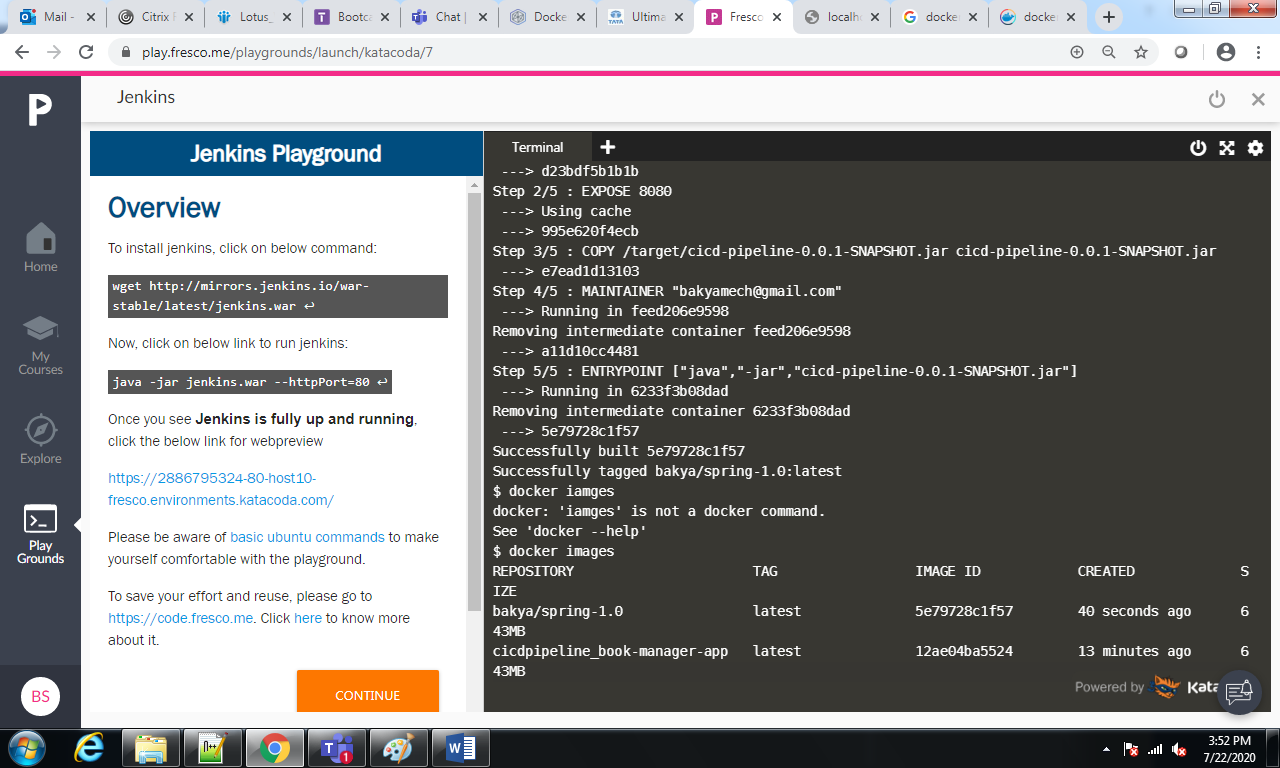 Mail -
Citrix
Lotus_
Bootca
Chat |
Docke
Ultima
Fresco
localho
docker
docker
play.fresco.me/playgrounds/launch/katacoda/7
Jenkins
Home
My
Courses
Explore
Play
Grounds
BS
Jenkins Playground
Overview
To install jenkins, click on below command:
wget http://mirrors.jenkins.io/war-
stable/latest/jenkins.war ↩
Now, click on below link to run jenkins:
java -jar jenkins.war --httpPort=80 ↩
Once you see Jenkins is fully up and running,
click the below link for webpreview
https://2886795324-80-host10-
fresco.environments.katacoda.com/
Please be aware of basic ubuntu commands to make
yourself comfortable with the playground.
To save your effort and reuse, please go to
https://code.fresco.me. Click here to know more
about it.
CONTINUE
Terminal
---> d23bdf5b1b1b
Step 2/5 : EXPOSE 8080
---> Using cache
---> 995e620f4ecb
Step 3/5 : COPY /target/cicd-pipeline-0.0.1-SNAPSHOT.jar cicd-pipeline-0.0.1-SNAPSHOT.jar
---> e7ead1d13103
Step 4/5 : MAINTAINER "bakyamech@gmail.com"
---> Running in feed206e9598
Removing intermediate container feed206e9598
---> a11d10cc4481
Step 5/5 : ENTRYPOINT ["java","-jar","cicd-pipeline-0.0.1-SNAPSHOT.jar"]
---> Running in 6233f3b08dad
Removing intermediate container 6233f3b08dad
---> 5e79728c1f57
Successfully built 5e79728c1f57
Successfully tagged bakya/spring-1.0:latest
$ docker iamges
docker: 'iamges' is not a docker command.
See 'docker --help'
$ docker images
REPOSITORY TAG IMAGE ID CREATED S
IZE
bakya/spring-1.0 latest 5e79728c1f57 40 seconds ago 6
43MB
cicdpipeline_book-manager-app latest 12ae04ba5524 13 minutes ago 6
43MB
Powered by Kata
3:52 PM
7/22/2020